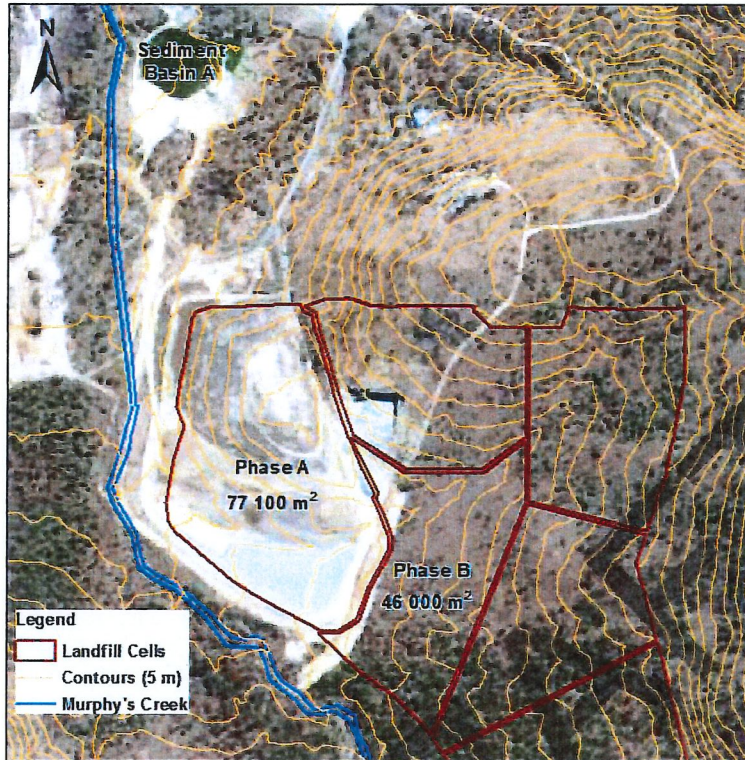 N
Sediment
Basin A
Phase A
77 100 m²
Phase B
46 000 m²
Legend
Landfill Cells
Contours (5 m)
Murphy's Creek